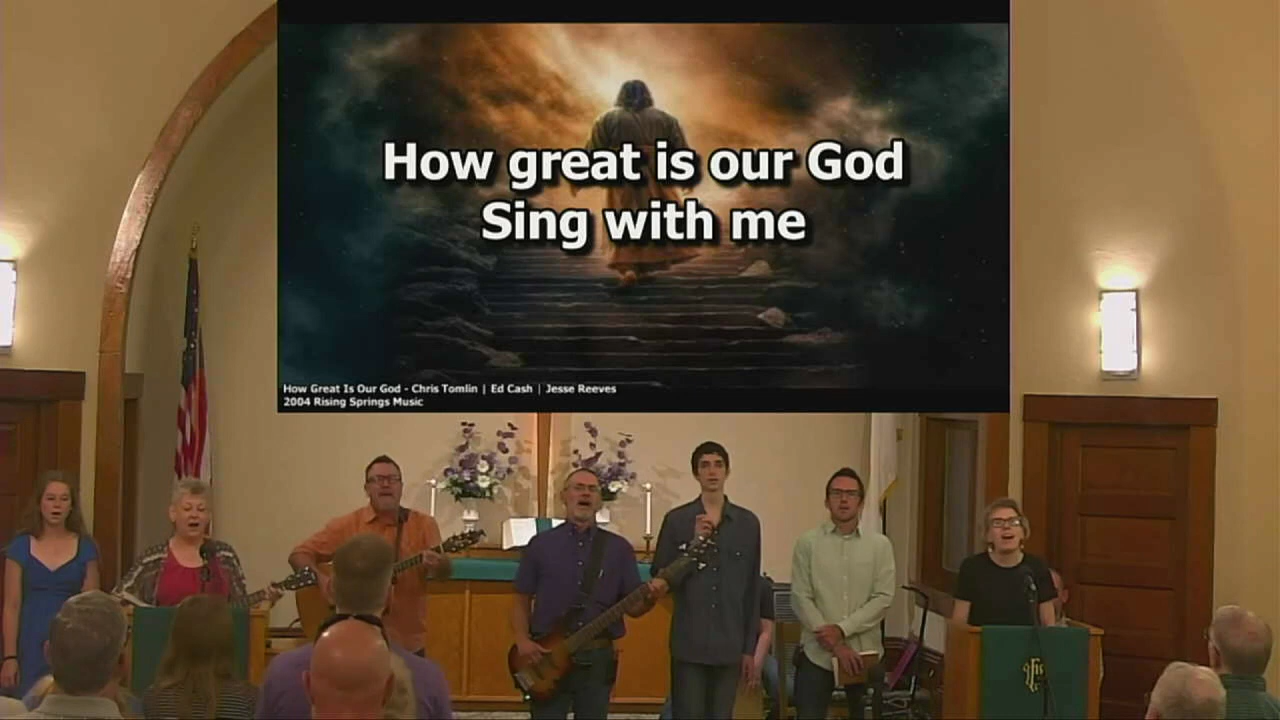 How great is our God
Sing with me
How Great Is Our God - Chris Tomlin | Ed Cash | Jesse Reeves
2004 Rising Springs Music